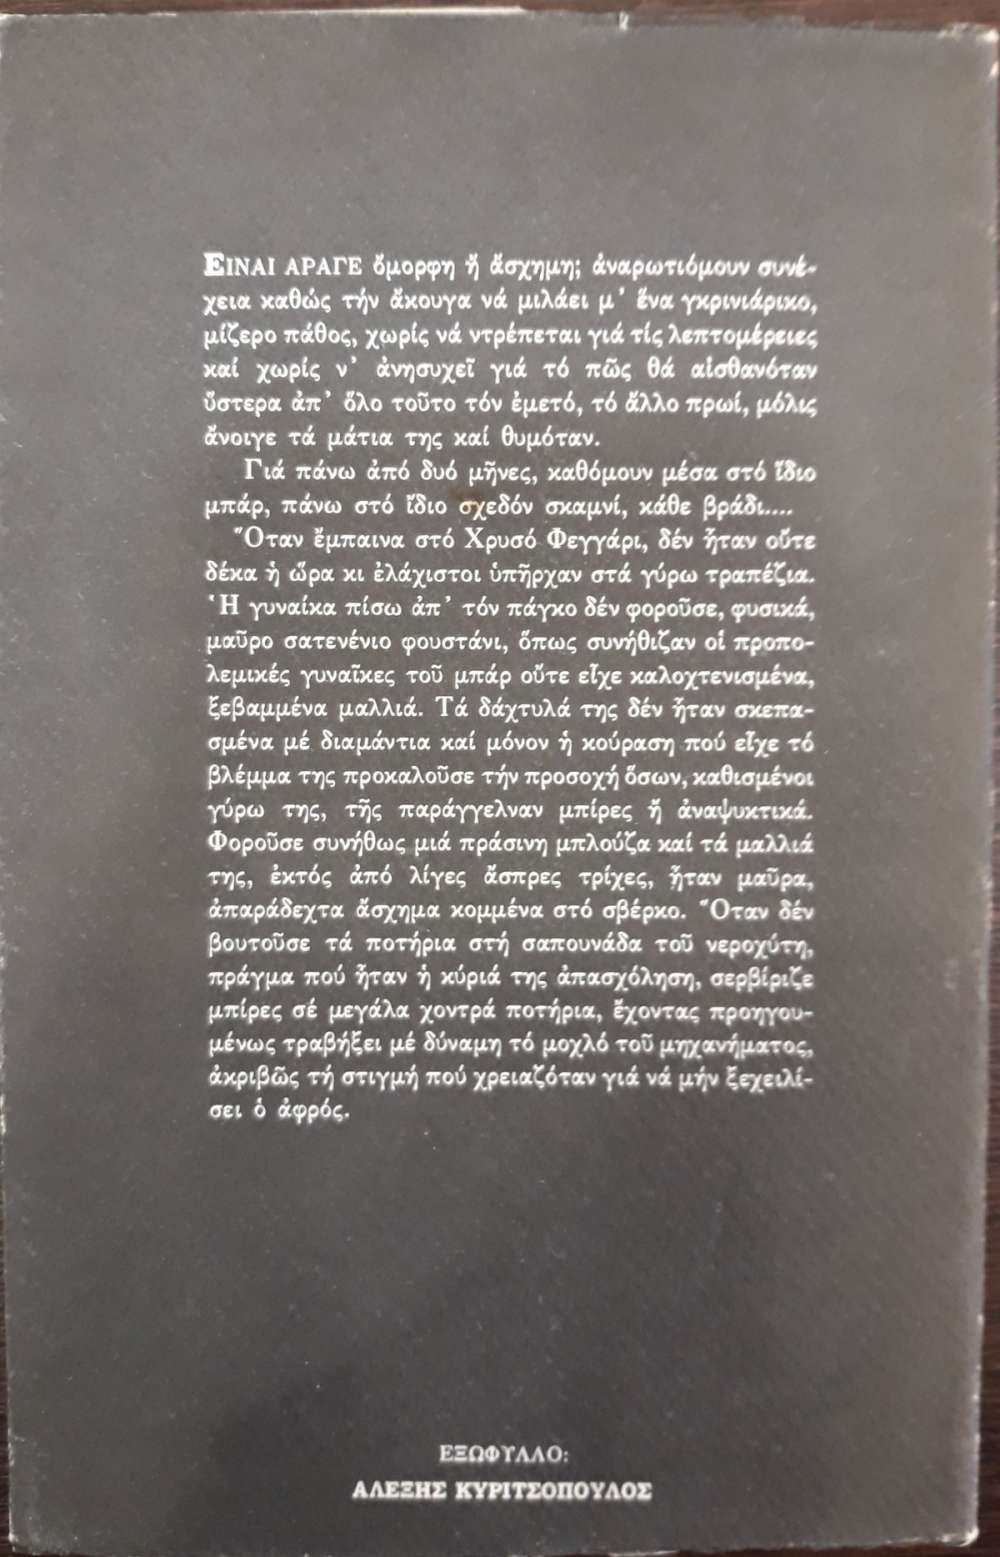 ΕΙΝΑΙ ΑΡΑΓΕ ὄμορφη ἤ ἄσχημη; ἀναρωτιόμουν συνέ-
χεια καθώς τήν ἄκουγα νά μιλάει μ' ἕνα γκρινιάρικο,
μίζερο πάθος, χωρίς νά ντρέπεται γιά τίς λεπτομέρειες
καί χωρίς ν' ἀνησυχεῖ γιά τό πῶς θά αἰσθανόταν
ὕστερα ἀπ' ὅλο τοῦτο τόν ἐμετό, τό ἄλλο πρωί, μόλις
ἄνοιγε τά μάτια της καί θυμόταν.
Γιά πάνω ἀπό δυό μῆνες, καθόμουν μέσα στό ἴδιο
μπάρ, πάνω στό ἴδιο σχεδόν σκαμνί, κάθε βράδι....
Ὅταν ἔμπαινα στό Χρυσό Φεγγάρι, δέν ἦταν οὔτε
δέκα ἡ ὥρα κι ἐλάχιστοι ὑπῆρχαν στά γύρω τραπέζια.
Ἡ γυναίκα πίσω ἀπ' τόν πάγκο δέν φοροῦσε, φυσικά,
μαῦρο σατενένιο φουστάνι, ὅπως συνήθιζαν οἱ προπο-
λεμικές γυναῖκες τοῦ μπάρ οὔτε εἶχε καλοχτενισμένα,
ξεβαμμένα μαλλιά. Τά δάχτυλά της δέν ἦταν σκεπα-
σμένα μέ διαμάντια καί μόνον ἡ κούραση πού εἶχε τό
βλέμμα της προκαλοῦσε τήν προσοχή ὅσων, καθισμένοι
γύρω της, τῆς παράγγελναν μπίρες ἤ ἀναψυκτικά.
Φοροῦσε συνήθως μιά πράσινη μπλούζα καί τά μαλλιά
της, ἐκτός ἀπό λίγες ἄσπρες τρίχες, ἦταν μαῦρα,
ἀπαράδεχτα ἄσχημα κομμένα στό σβέρκο. Ὅταν δέν
βουτοῦσε τά ποτήρια στή σαπουνάδα τοῦ νεροχύτη,
πράγμα πού ἦταν ἡ κύριά της ἀπασχόληση, σερβίριζε
μπίρες σέ μεγάλα χοντρά ποτήρια, ἔχοντας προηγου-
μένως τραβήξει μέ δύναμη τό μοχλό τοῦ μηχανήματος,
ἀκριβῶς τή στιγμή πού χρειαζόταν γιά νά μήν ξεχειλί-
σει ὁ ἀφρός.
ΕΞΩΦΥΛΛΟ:
ΑΛΕΞΗΣ ΚΥΡΙΤΣΟΠΟΥΛΟΣ